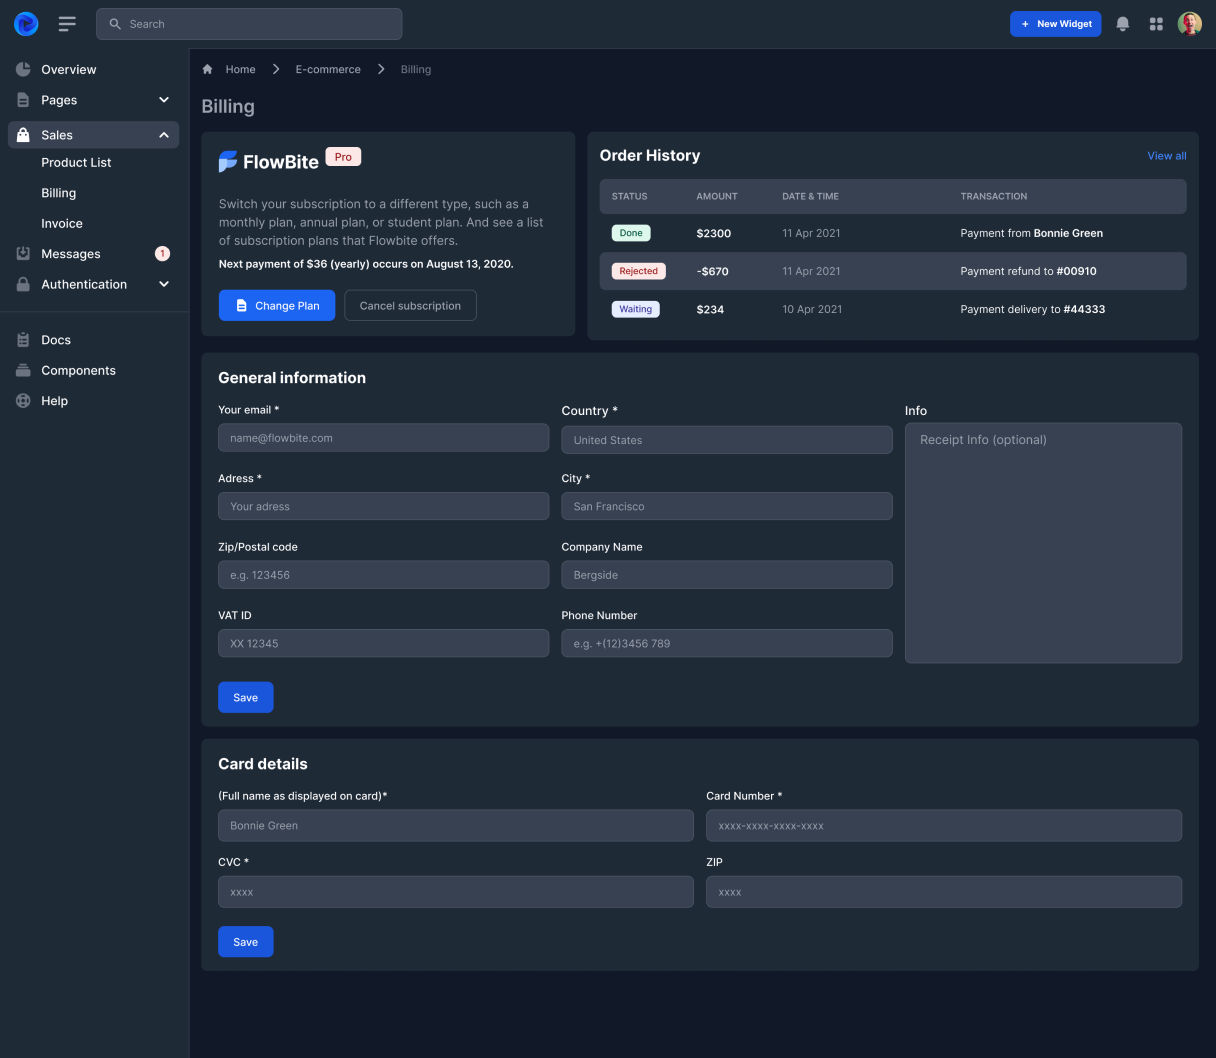 Search
+ New Widget
Overview
Pages
Sales
Product List
Billing
Invoice
Messages
1
Authentication
Docs
Components
Help
Home
E-commerce
Billing
Billing
FlowBite Pro
Switch your subscription to a different type, such as a
monthly plan, annual plan, or student plan. And see a list
of subscription plans that Flowbite offers.
Next payment of $36 (yearly) occurs on August 13, 2020.
Change Plan
Cancel subscription
Order History
View all
STATUS AMOUNT DATE & TIME TRANSACTION
Done $2300 11 Apr 2021 Payment from Bonnie Green
Rejected -$670 11 Apr 2021 Payment refund to #00910
Waiting $234 10 Apr 2021 Payment delivery to #44333
General information
Your email *
name@flowbite.com
Country *
United States
Info
Receipt Info (optional)
Adress *
Your adress
City *
San Francisco
Zip/Postal code
e.g. 123456
Company Name
Bergside
VAT ID
XX 12345
Phone Number
e.g. +(12)3456 789
Save
Card details
(Full name as displayed on card)*
Bonnie Green
Card Number *
xxxx-xxxx-xxxx-xxxx
CVC *
xxxx
ZIP
xxxx
Save